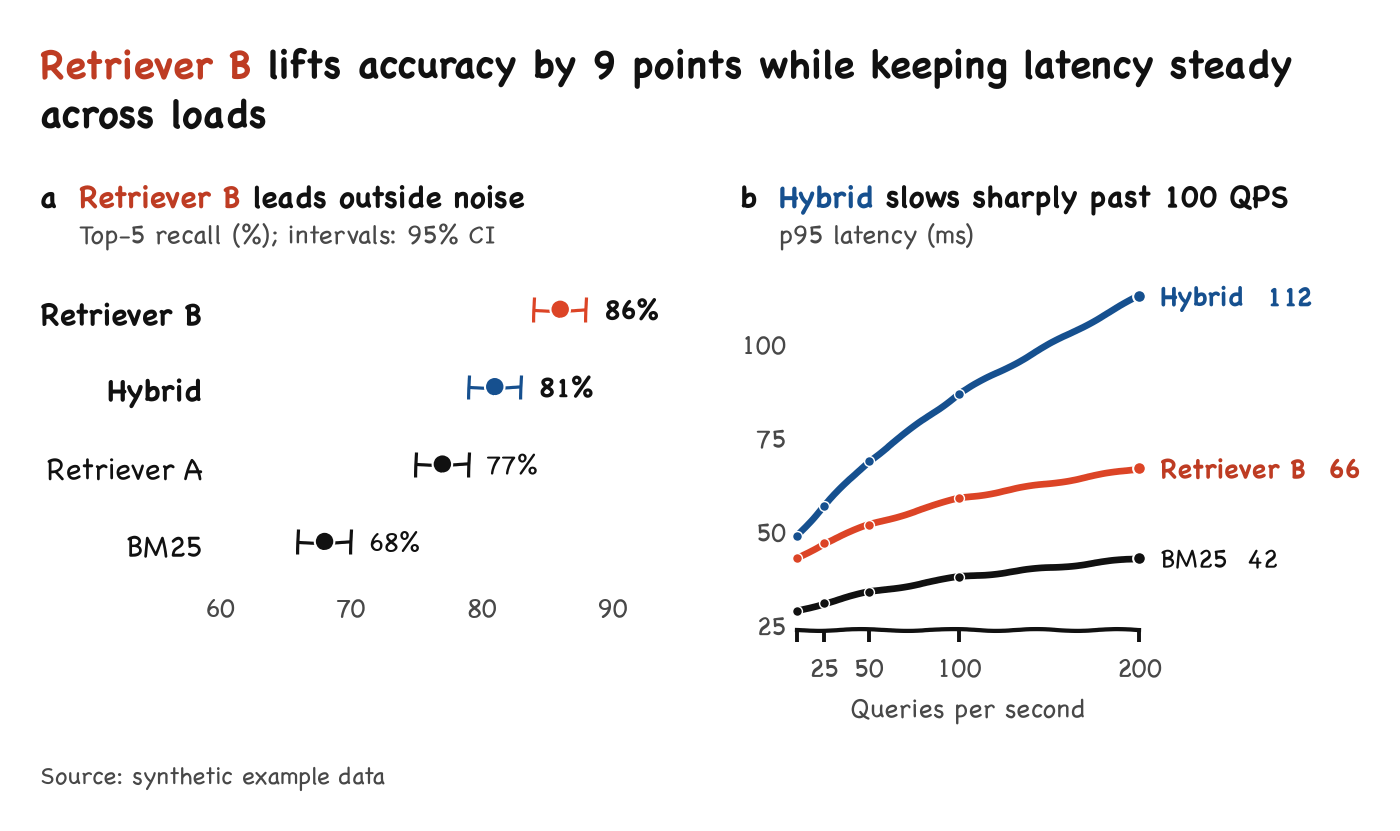 Retriever B lifts accuracy by 9 points while keeping latency steady
across loads
a Retriever B leads outside noise
Top-5 recall (%); intervals: 95% CI
Retriever B 86%
Hybrid 81%
Retriever A 77%
BM25 68%
60 70 80 90
b Hybrid slows sharply past 100 QPS
p95 latency (ms)
Hybrid 112
100
75
Retriever B 66
50
BM25 42
25
25 50 100 200
Queries per second
Source: synthetic example data